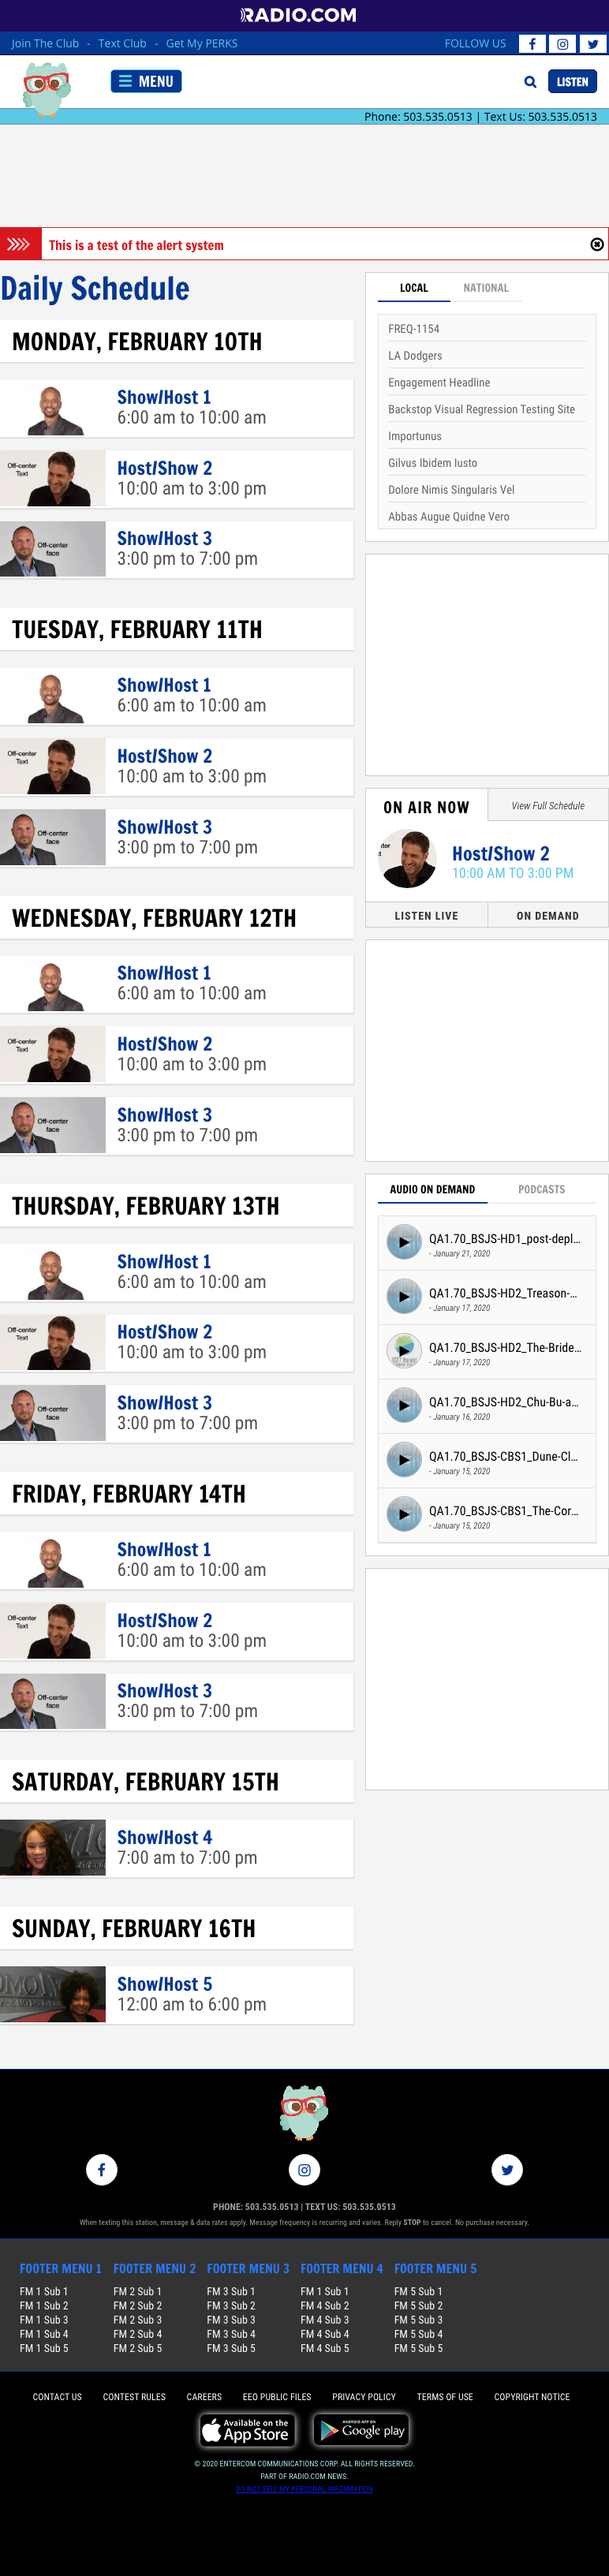 RADIO.COM
Join The Club - Text Club - Get My PERKS
FOLLOW US
MENU
LISTEN
Phone: 503.535.0513 | Text Us: 503.535.0513
This is a test of the alert system
Daily Schedule
MONDAY, FEBRUARY 10TH
Show/Host 1
6:00 am to 10:00 am
Off-center
Text
Host/Show 2
10:00 am to 3:00 pm
Off-center
face
Show/Host 3
3:00 pm to 7:00 pm
TUESDAY, FEBRUARY 11TH
Show/Host 1
6:00 am to 10:00 am
Off-center
Text
Host/Show 2
10:00 am to 3:00 pm
Off-center
face
Show/Host 3
3:00 pm to 7:00 pm
WEDNESDAY, FEBRUARY 12TH
Show/Host 1
6:00 am to 10:00 am
Off-center
Text
Host/Show 2
10:00 am to 3:00 pm
Off-center
face
Show/Host 3
3:00 pm to 7:00 pm
THURSDAY, FEBRUARY 13TH
Show/Host 1
6:00 am to 10:00 am
Off-center
Text
Host/Show 2
10:00 am to 3:00 pm
Off-center
face
Show/Host 3
3:00 pm to 7:00 pm
FRIDAY, FEBRUARY 14TH
Show/Host 1
6:00 am to 10:00 am
Off-center
Text
Host/Show 2
10:00 am to 3:00 pm
Off-center
face
Show/Host 3
3:00 pm to 7:00 pm
SATURDAY, FEBRUARY 15TH
Show/Host 4
7:00 am to 7:00 pm
SUNDAY, FEBRUARY 16TH
Show/Host 5
12:00 am to 6:00 pm
LOCAL NATIONAL
FREQ-1154
LA Dodgers
Engagement Headline
Backstop Visual Regression Testing Site
Importunus
Gilvus Ibidem Iusto
Dolore Nimis Singularis Vel
Abbas Augue Quidne Vero
ON AIR NOW
View Full Schedule
Host/Show 2
10:00 AM TO 3:00 PM
LISTEN LIVE ON DEMAND
AUDIO ON DEMAND PODCASTS
QA1.70_BSJS-HD1_post-depl...
- January 21, 2020
QA1.70_BSJS-HD2_Treason-...
- January 17, 2020
QA1.70_BSJS-HD2_The-Bride...
- January 17, 2020
QA1.70_BSJS-HD2_Chu-Bu-a...
- January 16, 2020
QA1.70_BSJS-CBS1_Dune-Cl...
- January 15, 2020
QA1.70_BSJS-CBS1_The-Cor...
- January 15, 2020
PHONE: 503.535.0513 | TEXT US: 503.535.0513
When texting this station, message & data rates apply. Message frequency is recurring and varies. Reply STOP to cancel. No purchase necessary.
FOOTER MENU 1 FOOTER MENU 2 FOOTER MENU 3 FOOTER MENU 4 FOOTER MENU 5
FM 1 Sub 1 FM 2 Sub 1 FM 3 Sub 1 FM 1 Sub 1 FM 5 Sub 1
FM 1 Sub 2 FM 2 Sub 2 FM 3 Sub 2 FM 4 Sub 2 FM 5 Sub 2
FM 1 Sub 3 FM 2 Sub 3 FM 3 Sub 3 FM 4 Sub 3 FM 5 Sub 3
FM 1 Sub 4 FM 2 Sub 4 FM 3 Sub 4 FM 4 Sub 4 FM 5 Sub 4
FM 1 Sub 5 FM 2 Sub 5 FM 3 Sub 5 FM 4 Sub 5 FM 5 Sub 5
CONTACT US CONTEST RULES CAREERS EEO PUBLIC FILES PRIVACY POLICY TERMS OF USE COPYRIGHT NOTICE
Available on the
App Store
ANDROID APP ON
Google play
© 2020 ENTERCOM COMMUNICATIONS CORP. ALL RIGHTS RESERVED.
PART OF RADIO.COM NEWS.
DO NOT SELL MY PERSONAL INFORMATION